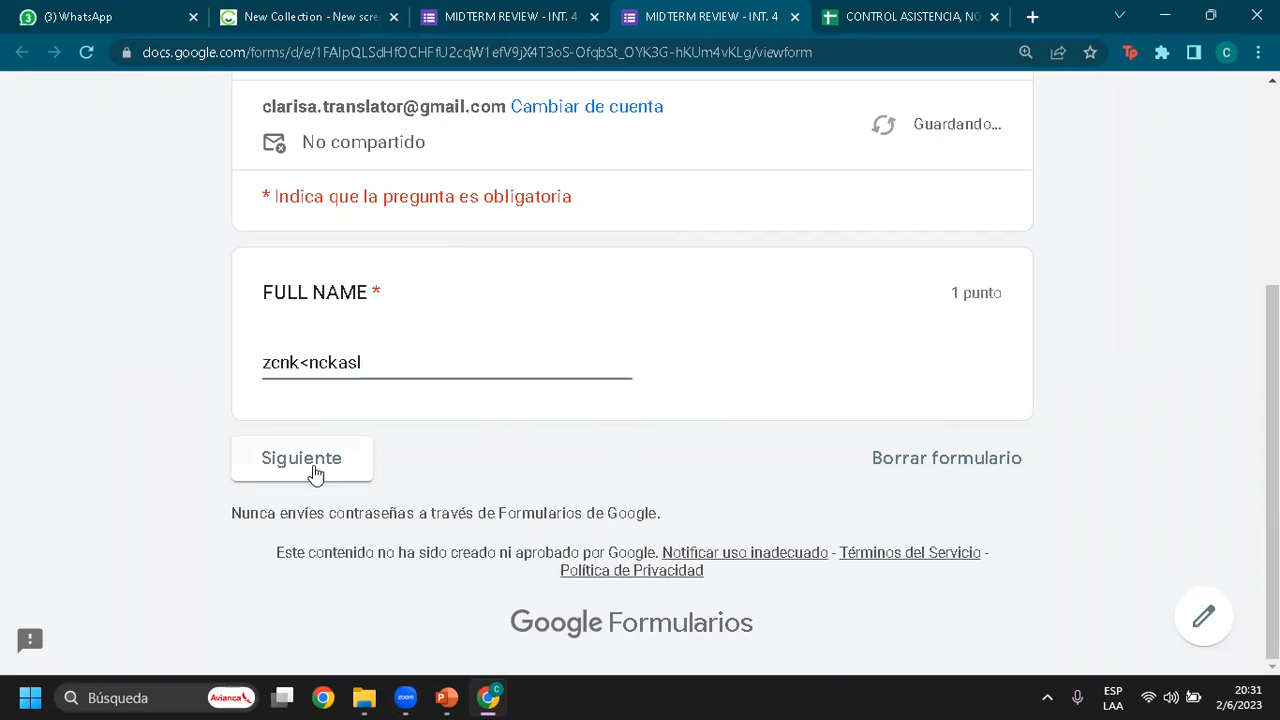 (3) WhatsApp
New Collection - New scre
MIDTERM REVIEW - INT. 4
MIDTERM REVIEW - INT. 4
CONTROL ASISTENCIA, NO
docs.google.com/forms/d/e/1FAIpQLSdHfOCHFfU2cqW1efV9jX4T3oS-OfqbSt_OYK3G-hKUm4vKLg/viewform
C
clarisa.translator@gmail.com Cambiar de cuenta
Guardando...
No compartido
* Indica que la pregunta es obligatoria
FULL NAME *
1 punto
zcnk<nckasl
Siguiente
Borrar formulario
Nunca envíes contraseñas a través de Formularios de Google.
Este contenido no ha sido creado ni aprobado por Google. Notificar uso inadecuado - Términos del Servicio -
Política de Privacidad
Google Formularios
Búsqueda
Avianca
zoom
C
ESP
LAA
20:31
2/6/2023